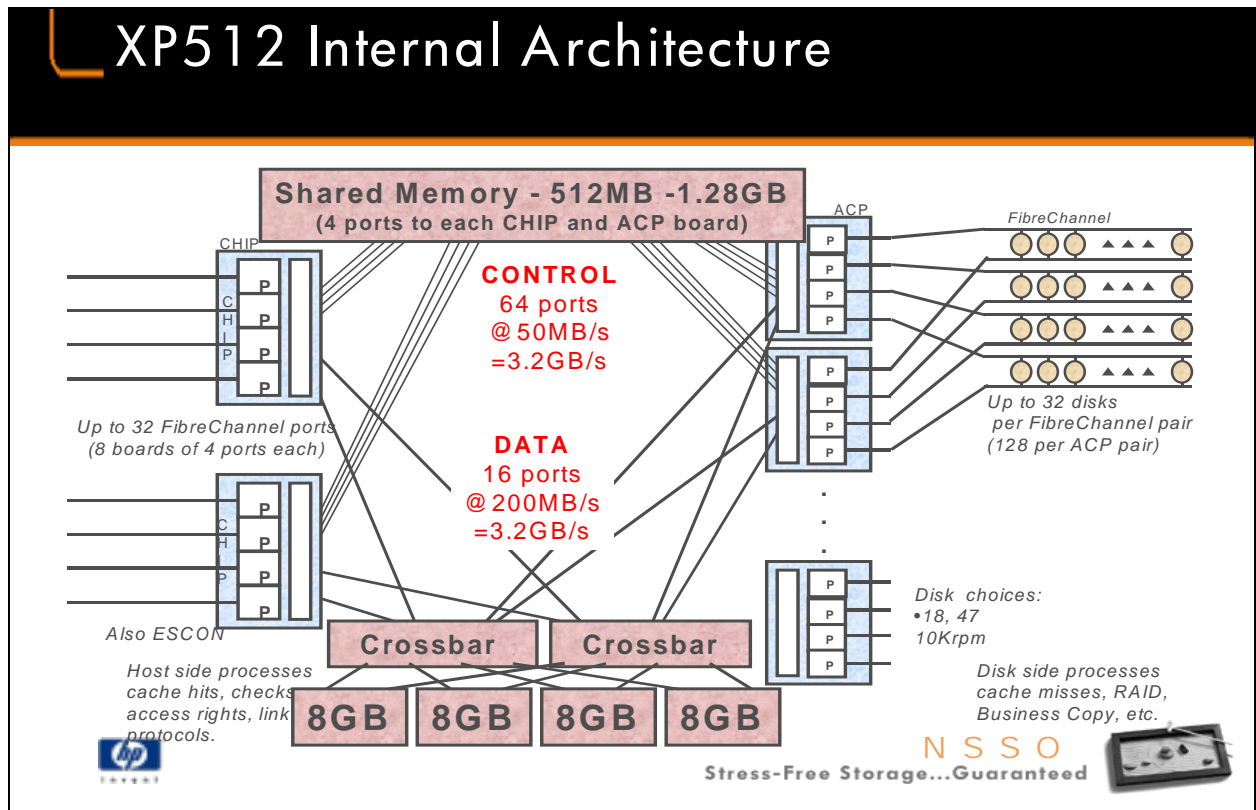 XP512 Internal Architecture
Shared Memory - 512MB -1.28GB
(4 ports to each CHIP and ACP board)
CHIP
P
P
P
P
C
H
I
P
Up to 32 FibreChannel ports
(8 boards of 4 ports each)
P
P
P
P
C
H
I
P
Also ESCON
Host side processes
cache hits, checks
access rights, link
protocols.
CONTROL
64 ports
@50MB/s
=3.2GB/s
DATA
16 ports
@200MB/s
=3.2GB/s
Crossbar
Crossbar
8GB
8GB
8GB
8GB
ACP
P
P
P
P
P
P
P
P
.
.
.
P
P
P
P
FibreChannel
Up to 32 disks
per FibreChannel pair
(128 per ACP pair)
Disk choices:
•18, 47
10Krpm
Disk side processes
cache misses, RAID,
Business Copy, etc.
hp
invent
NSSO
Stress-Free Storage...Guaranteed